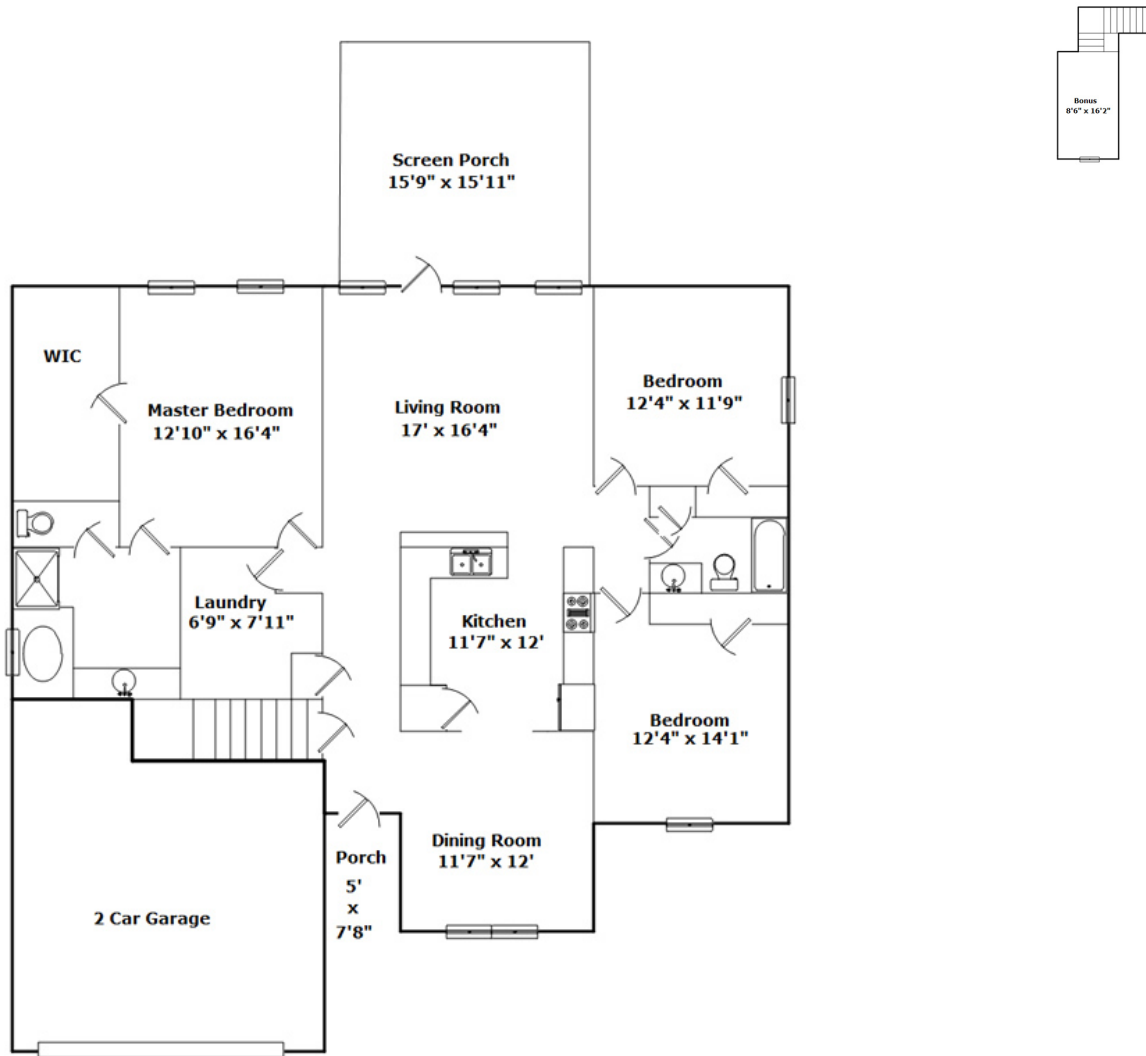 Bonus
8'6" x 16'2"
Screen Porch
15'9" x 15'11"
WIC
Master Bedroom
12'10" x 16'4"
Living Room
17' x 16'4"
Bedroom
12'4" x 11'9"
Laundry
6'9" x 7'11"
Kitchen
11'7" x 12'
Bedroom
12'4" x 14'1"
Dining Room
11'7" x 12'
Porch
5'
x
7'8"
2 Car Garage